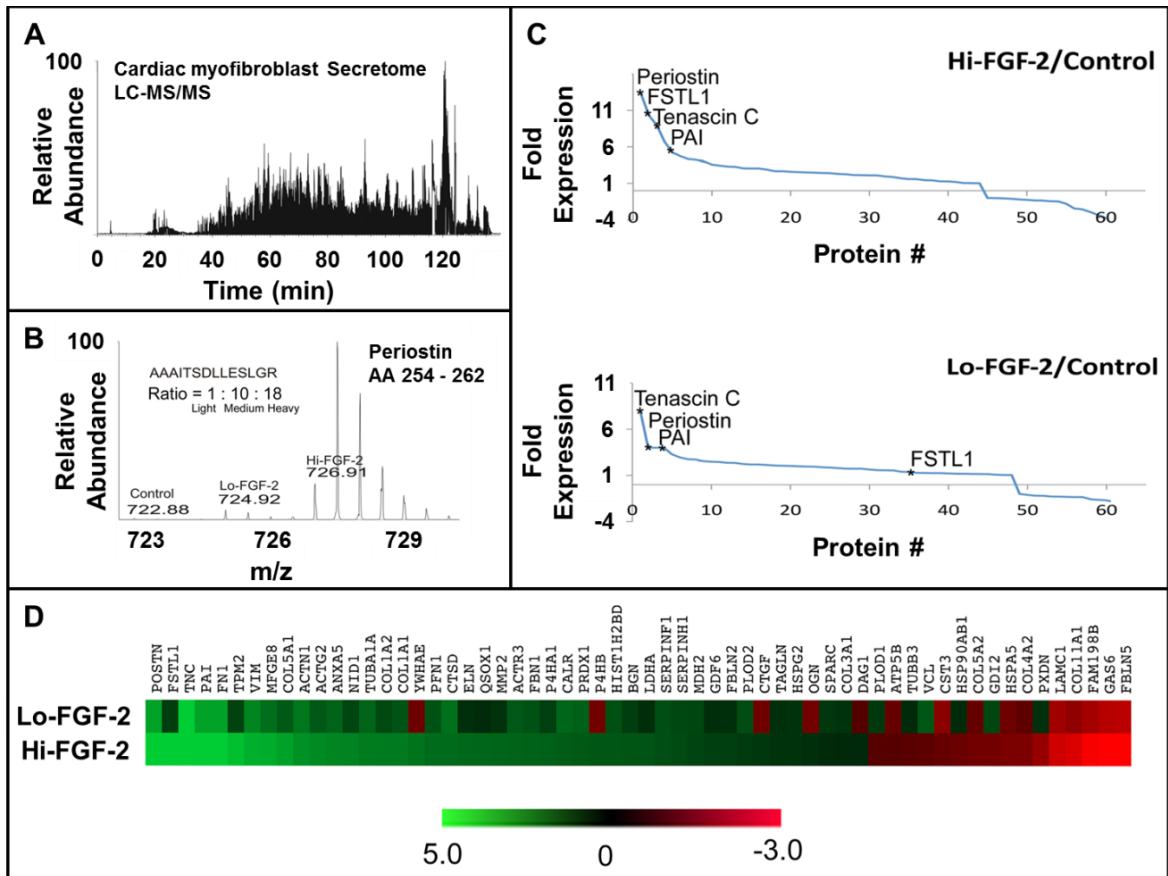 A
Cardiac myofibroblast Secretome
LC-MS/MS
100
Relative
Abundance
0 20 40 60 80 100 120
Time (min)
B
100
AAAITSDLLESLGR
Ratio = 1 : 10 : 18
Light Medium Heavy
Periostin
AA 254 - 262
Relative
Abundance
Control
722.88
Lo-FGF-2
724.92
Hi-FGF-2
726.91
723 726 729
m/z
C
Hi-FGF-2/Control
Periostin
FSTL1
Tenascin C
PAI
Fold
Expression
11
6
1
-4
0 10 20 30 40 50 60
Protein #
Lo-FGF-2/Control
Tenascin C
Periostin
PAI
FSTL1
Fold
Expression
11
6
1
-4
0 10 20 30 40 50 60
Protein #
D
POSTN
FSTL1
TNC
PAI
FN1
TPM2
VIM
MFGE8
COL5A1
ACTN1
ACTG2
ANXA5
NID1
TUBA1A
COL1A2
COL1A1
YWHAE
PFN1
CTSD
ELN
QSOX1
MMP2
ACTR3
FBN1
P4HA1
CALR
PRDX1
P4HB
HIST1H2BD
BGN
LDHA
SERPINF1
SERPINH1
MDH2
GDF6
FBLN2
PLOD2
CTGF
TAGLN
HSPG2
OGN
SPARC
COL3A1
DAG1
PLOD1
ATP5B
TUBB3
VCL
CST3
HSP90AB1
COL5A2
GDI2
HSPA5
COL4A2
PXDN
LAMC1
COL11A1
FAM198B
GAS6
FBLN5
Lo-FGF-2
Hi-FGF-2
5.0 0 -3.0